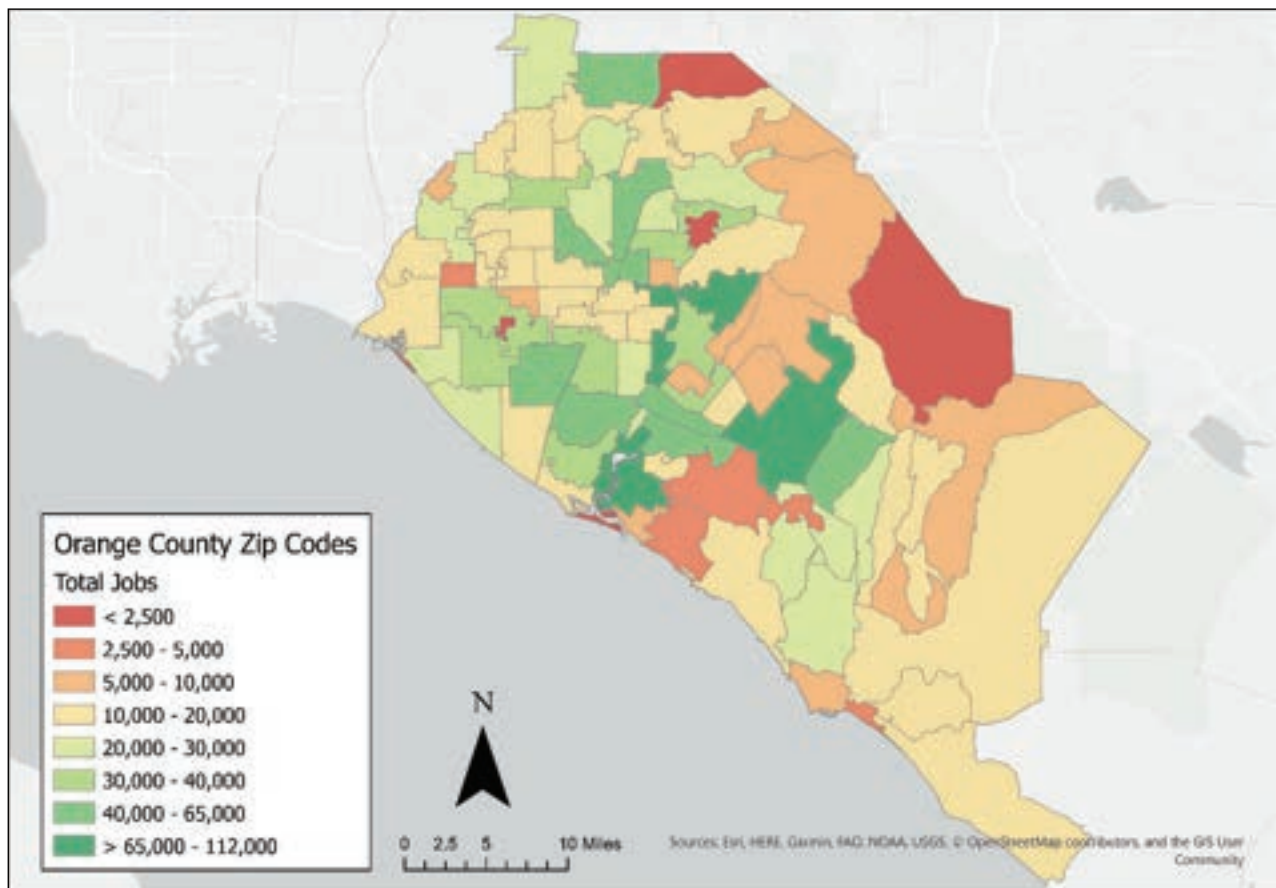 Orange County Zip Codes
Total Jobs
< 2,500
2,500 - 5,000
5,000 - 10,000
10,000 - 20,000
20,000 - 30,000
30,000 - 40,000
40,000 - 65,000
> 65,000 - 112,000
N
0 2.5 5 10 Miles
Sources: Esri, HERE, Garmin, FAO, NOAA, USGS, © OpenStreetMap contributors, and the GIS User
Community